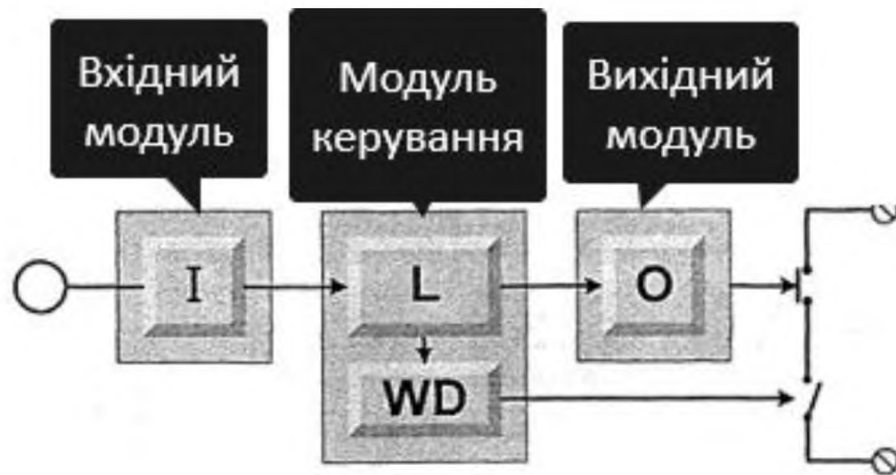 Вхідний
модуль
Модуль
керування
Вихідний
модуль
I
L
O
WD